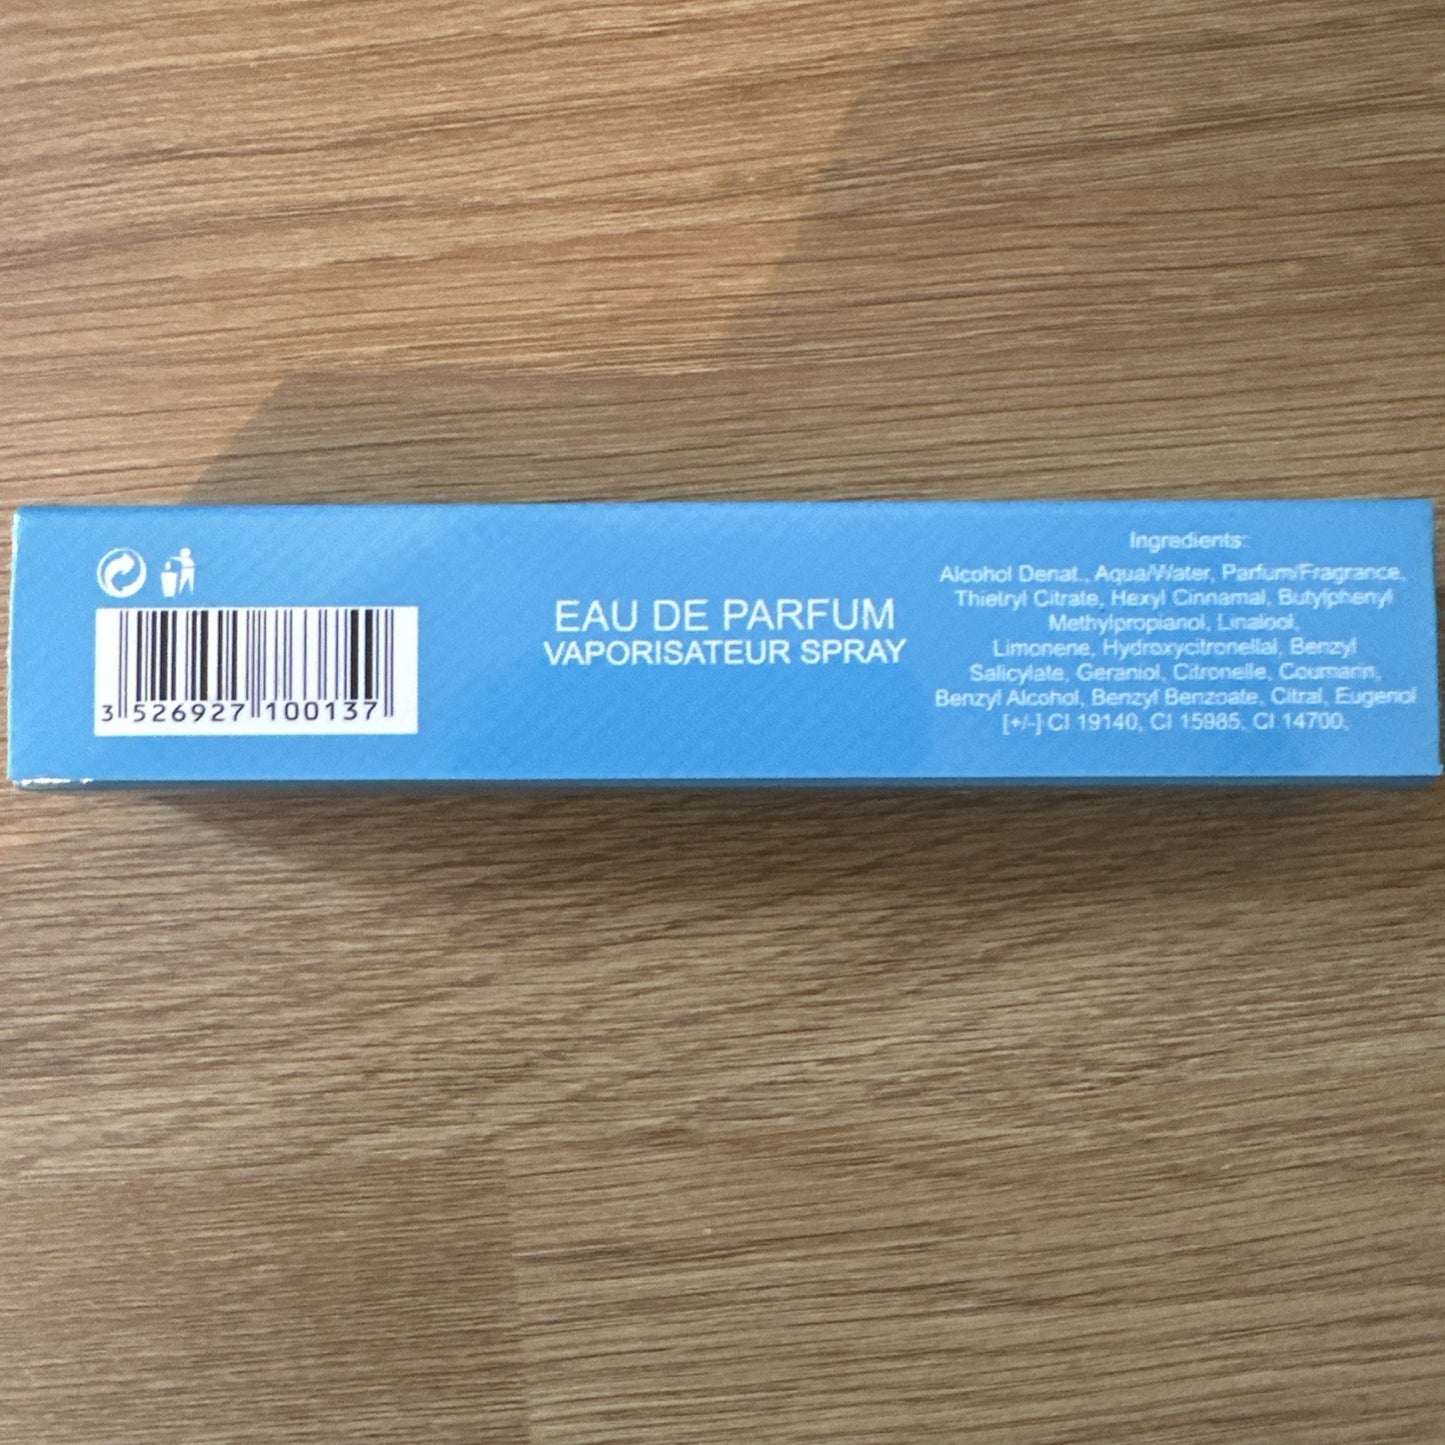 3 526927 100137
EAU DE PARFUM
VAPORISATEUR SPRAY
Ingredients:
Alcohol Denat., Aqua/Water, Parfum/Fragrance,
Thietryl Citrate, Hexyl Cinnamal, Butylphenyl
Methylpropianol, Linalool,
Limonene, Hydroxycitronellal, Benzyl
Salicylate, Geraniol, Citronelle, Coumarin,
Benzyl Alcohol, Benzyl Benzoate, Citral, Eugenol
[+/-] CI 19140, CI 15985, CI 14700,